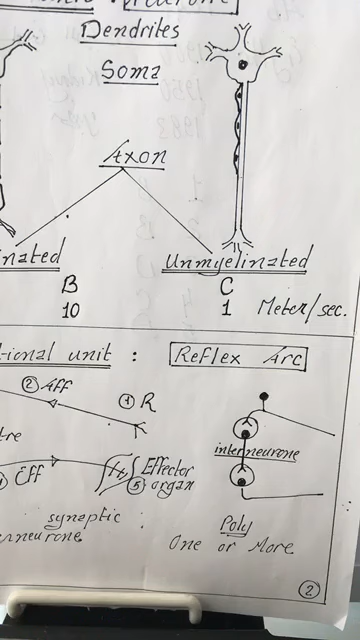 Dendrites
Soma
Axon
nated Unmyelinated
B C
10 1 Meter/sec.
tional unit : Reflex Arc
② Aff ① R
tre interneurone
Eff Effector
⑤ organ
synaptic : Poly
erneurone One or More
②